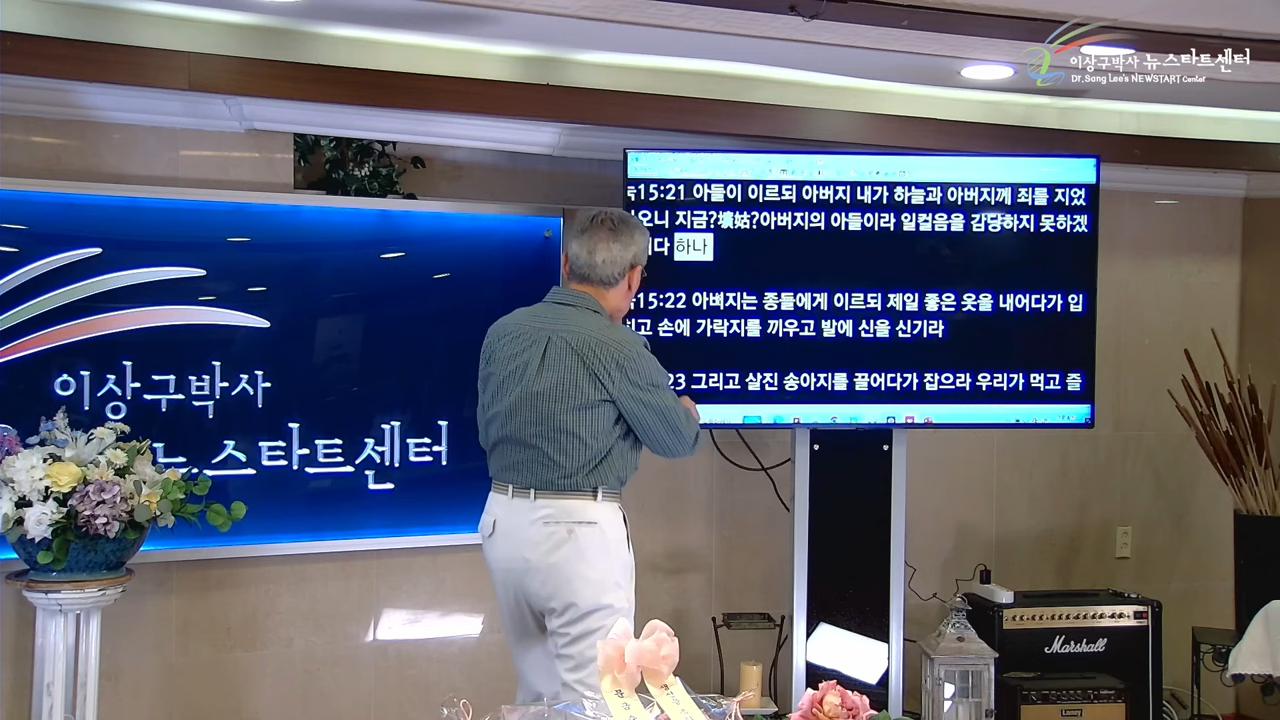 이상구박사 뉴스타트센터
Dr. Sang Lee's NEWSTART Center
15:21 아들이 이르되 아버지 내가 하늘과 아버지께 죄를 지었
오니 지금?壙姑?아버지의 아들이라 일컬음을 감당하지 못하겠
다 하나
15:22 아버지는 종들에게 이르되 제일 좋은 옷을 내어다가 입
고 손에 가락지를 끼우고 발에 신을 신기라
23 그리고 살진 송아지를 끌어다가 잡으라 우리가 먹고 즐
이상구박사
뉴스타트센터
Marshall
Laney